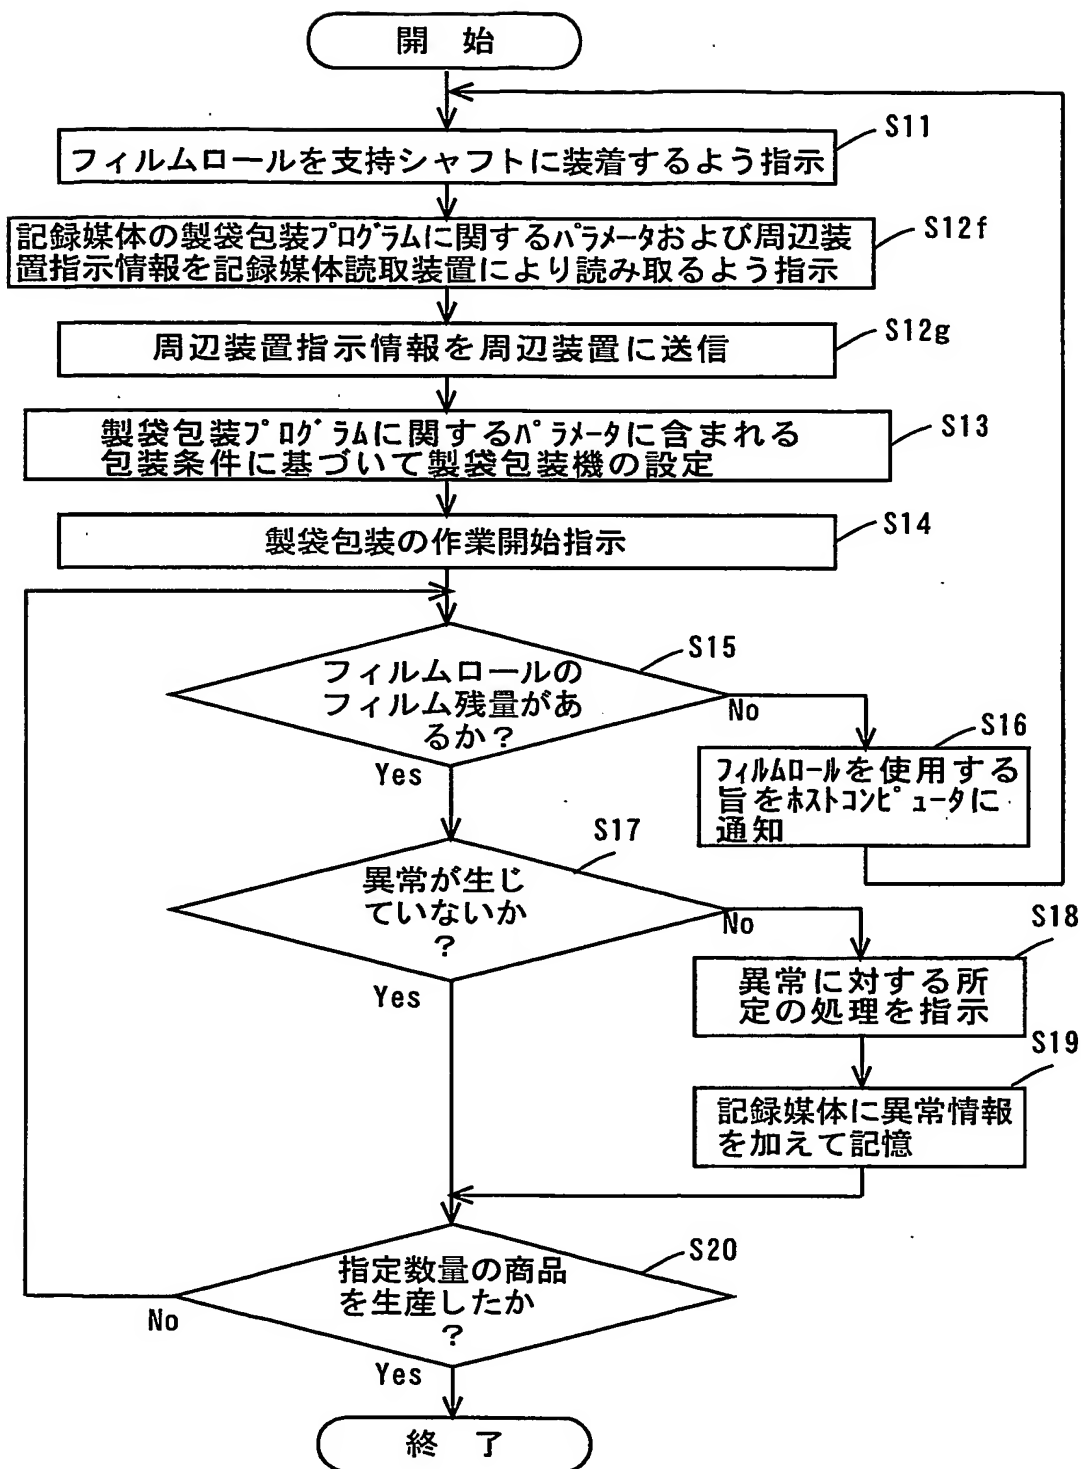 開 始
S11
フィルムロールを支持シャフトに装着するよう指示
S12f
記録媒体の製袋包装プログラムに関するパラメータおよび周辺装
置指示情報を記録媒体読取装置により読み取るよう指示
S12g
周辺装置指示情報を周辺装置に送信
S13
製袋包装プログラムに関するパラメータに含まれる
包装条件に基づいて製袋包装機の設定
S14
製袋包装の作業開始指示
S15
フィルムロールの
フィルム残量があ
るか？
No
Yes
S16
フィルムロールを使用する
旨をホストコンピュータに
通知
S17
異常が生じ
ていないか
？
No
Yes
S18
異常に対する所
定の処理を指示
S19
記録媒体に異常情報
を加えて記憶
S20
指定数量の商品
を生産したか
？
No
Yes
終 了